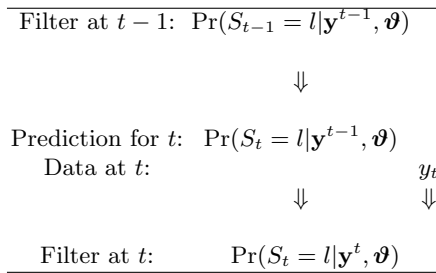 Filter at t − 1: Pr(S_{t−1} = l|y^{t−1}, ϑ)
⇓
Prediction for t: Pr(S_t = l|y^{t−1}, ϑ)
Data at t: y_t
⇓ ⇓
Filter at t: Pr(S_t = l|y^t, ϑ)